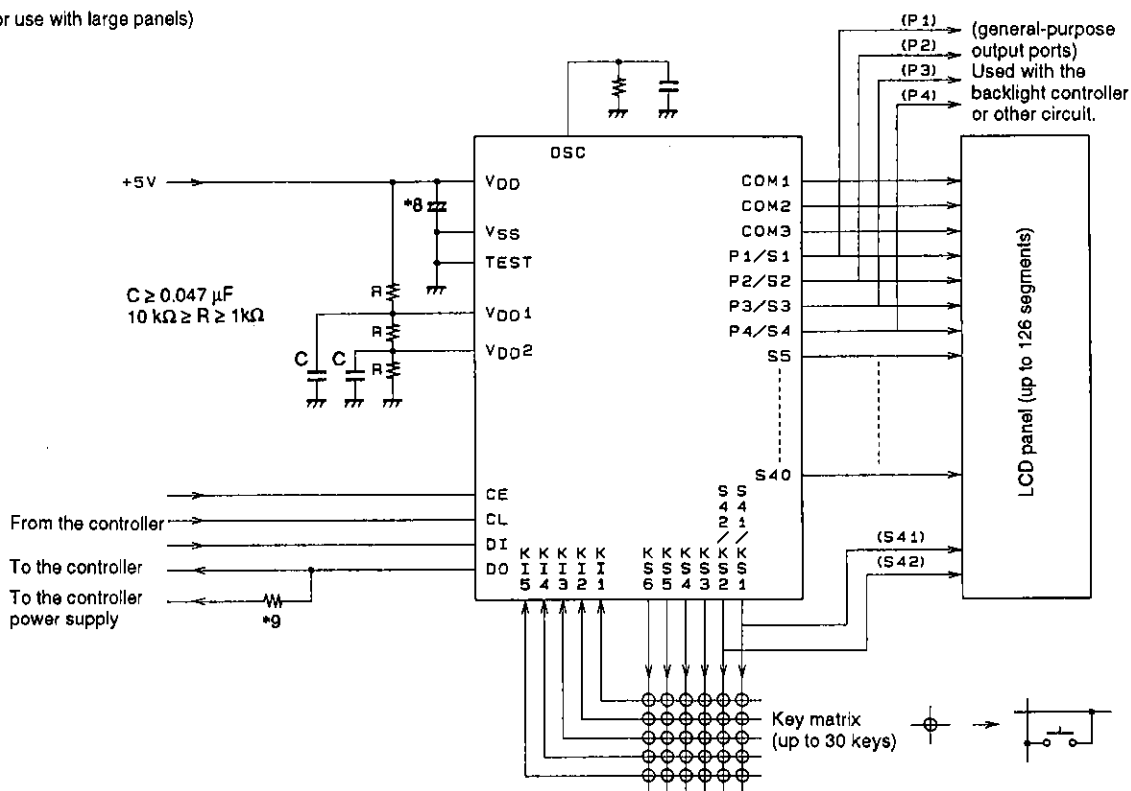 or use with large panels)
(P1)
(P2)
(P3)
(P4)
(general-purpose
output ports)
Used with the
backlight controller
or other circuit.
OSC
+5V
VDD
*8
VSS
TEST
C ≥ 0.047 µF
10 kΩ ≥ R ≥ 1kΩ
R
VDD1
R
VDD2
C
C
R
COM1
COM2
COM3
P1/S1
P2/S2
P3/S3
P4/S4
S5
S40
LCD panel (up to 126 segments)
CE
CL
DI
DO
From the controller
To the controller
To the controller
power supply
*9
KI5
KI4
KI3
KI2
KI1
KS6
KS5
KS4
KS3
S42/KS2
S41/KS1
(S41)
(S42)
Key matrix
(up to 30 keys)